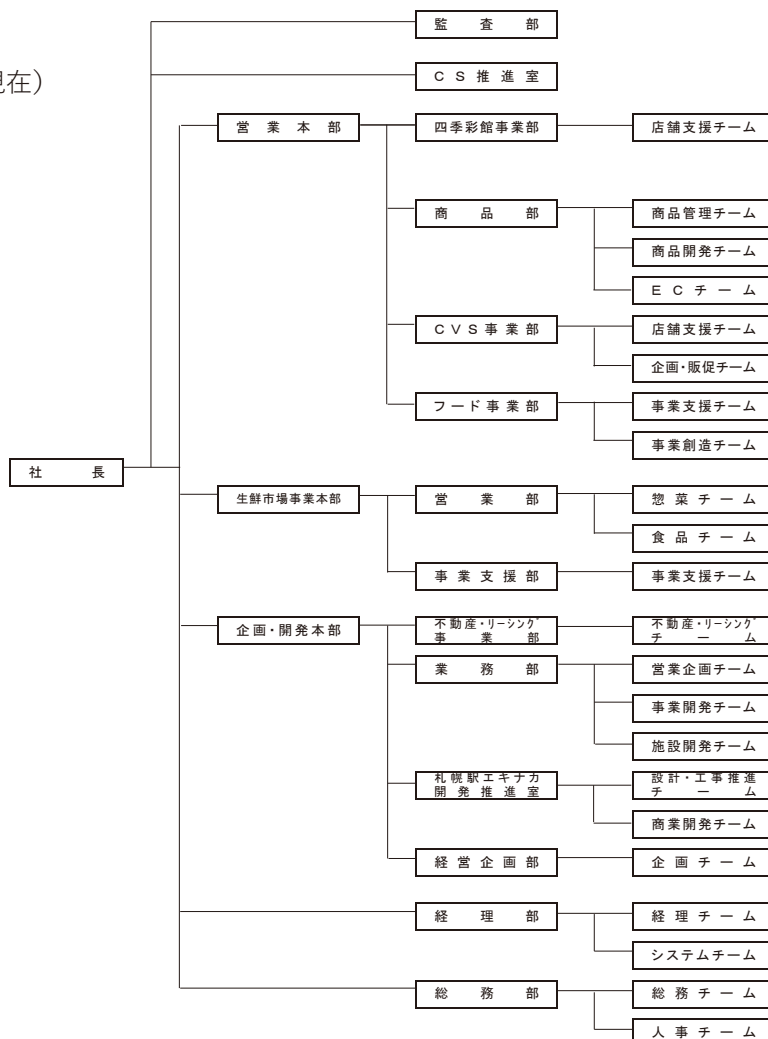 現在）
監査部
ＣＳ推進室
営業本部
四季彩館事業部
店舗支援チーム
商品部
商品管理チーム
商品開発チーム
ＥＣチーム
ＣＶＳ事業部
店舗支援チーム
企画・販促チーム
フード事業部
事業支援チーム
事業創造チーム
社長
生鮮市場事業本部
営業部
惣菜チーム
食品チーム
事業支援部
事業支援チーム
企画・開発本部
不動産・リーシング
事業部
不動産・リーシング
チーム
業務部
営業企画チーム
事業開発チーム
施設開発チーム
札幌駅エキナカ
開発推進室
設計・工事推進
チーム
商業開発チーム
経営企画部
企画チーム
経理部
経理チーム
システムチーム
総務部
総務チーム
人事チーム